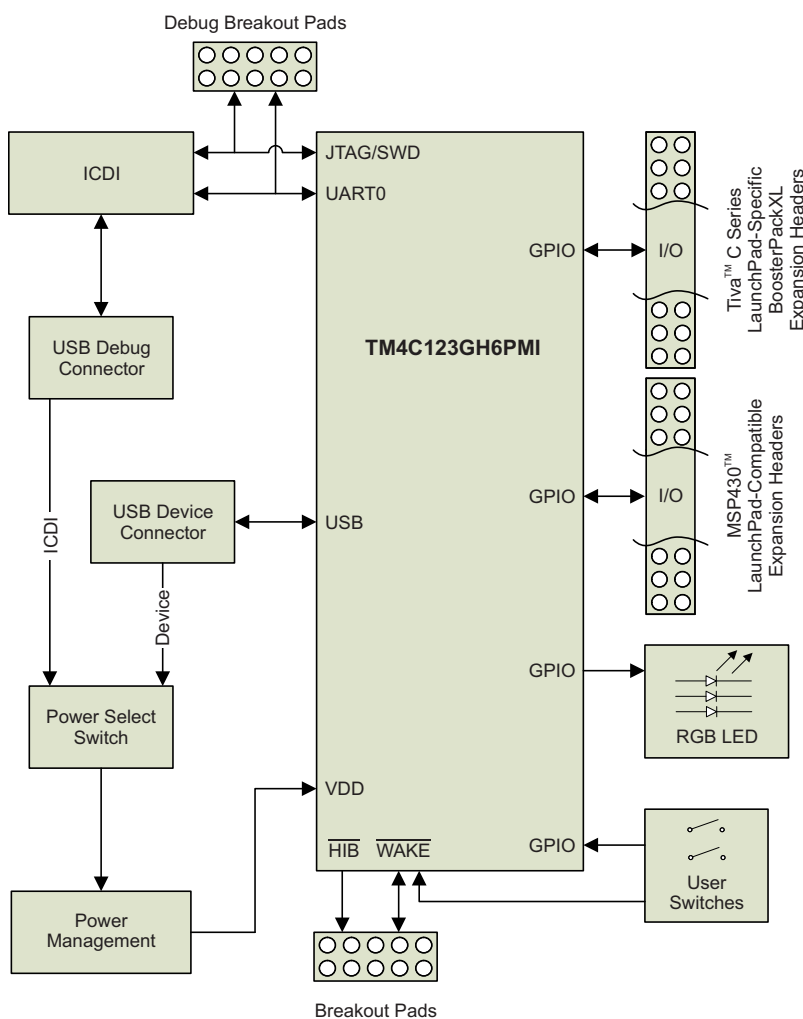 Debug Breakout Pads
ICDI
JTAG/SWD
UART0
GPIO
I/O
Tiva™ C Series
LaunchPad-Specific
BoosterPackXL
Expansion Headers
USB Debug
Connector
TM4C123GH6PMI
ICDI
USB Device
Connector
USB
GPIO
I/O
MSP430™
LaunchPad-Compatible
Expansion Headers
Device
GPIO
RGB LED
Power Select
Switch
VDD
HIB
WAKE
GPIO
User
Switches
Power
Management
Breakout Pads